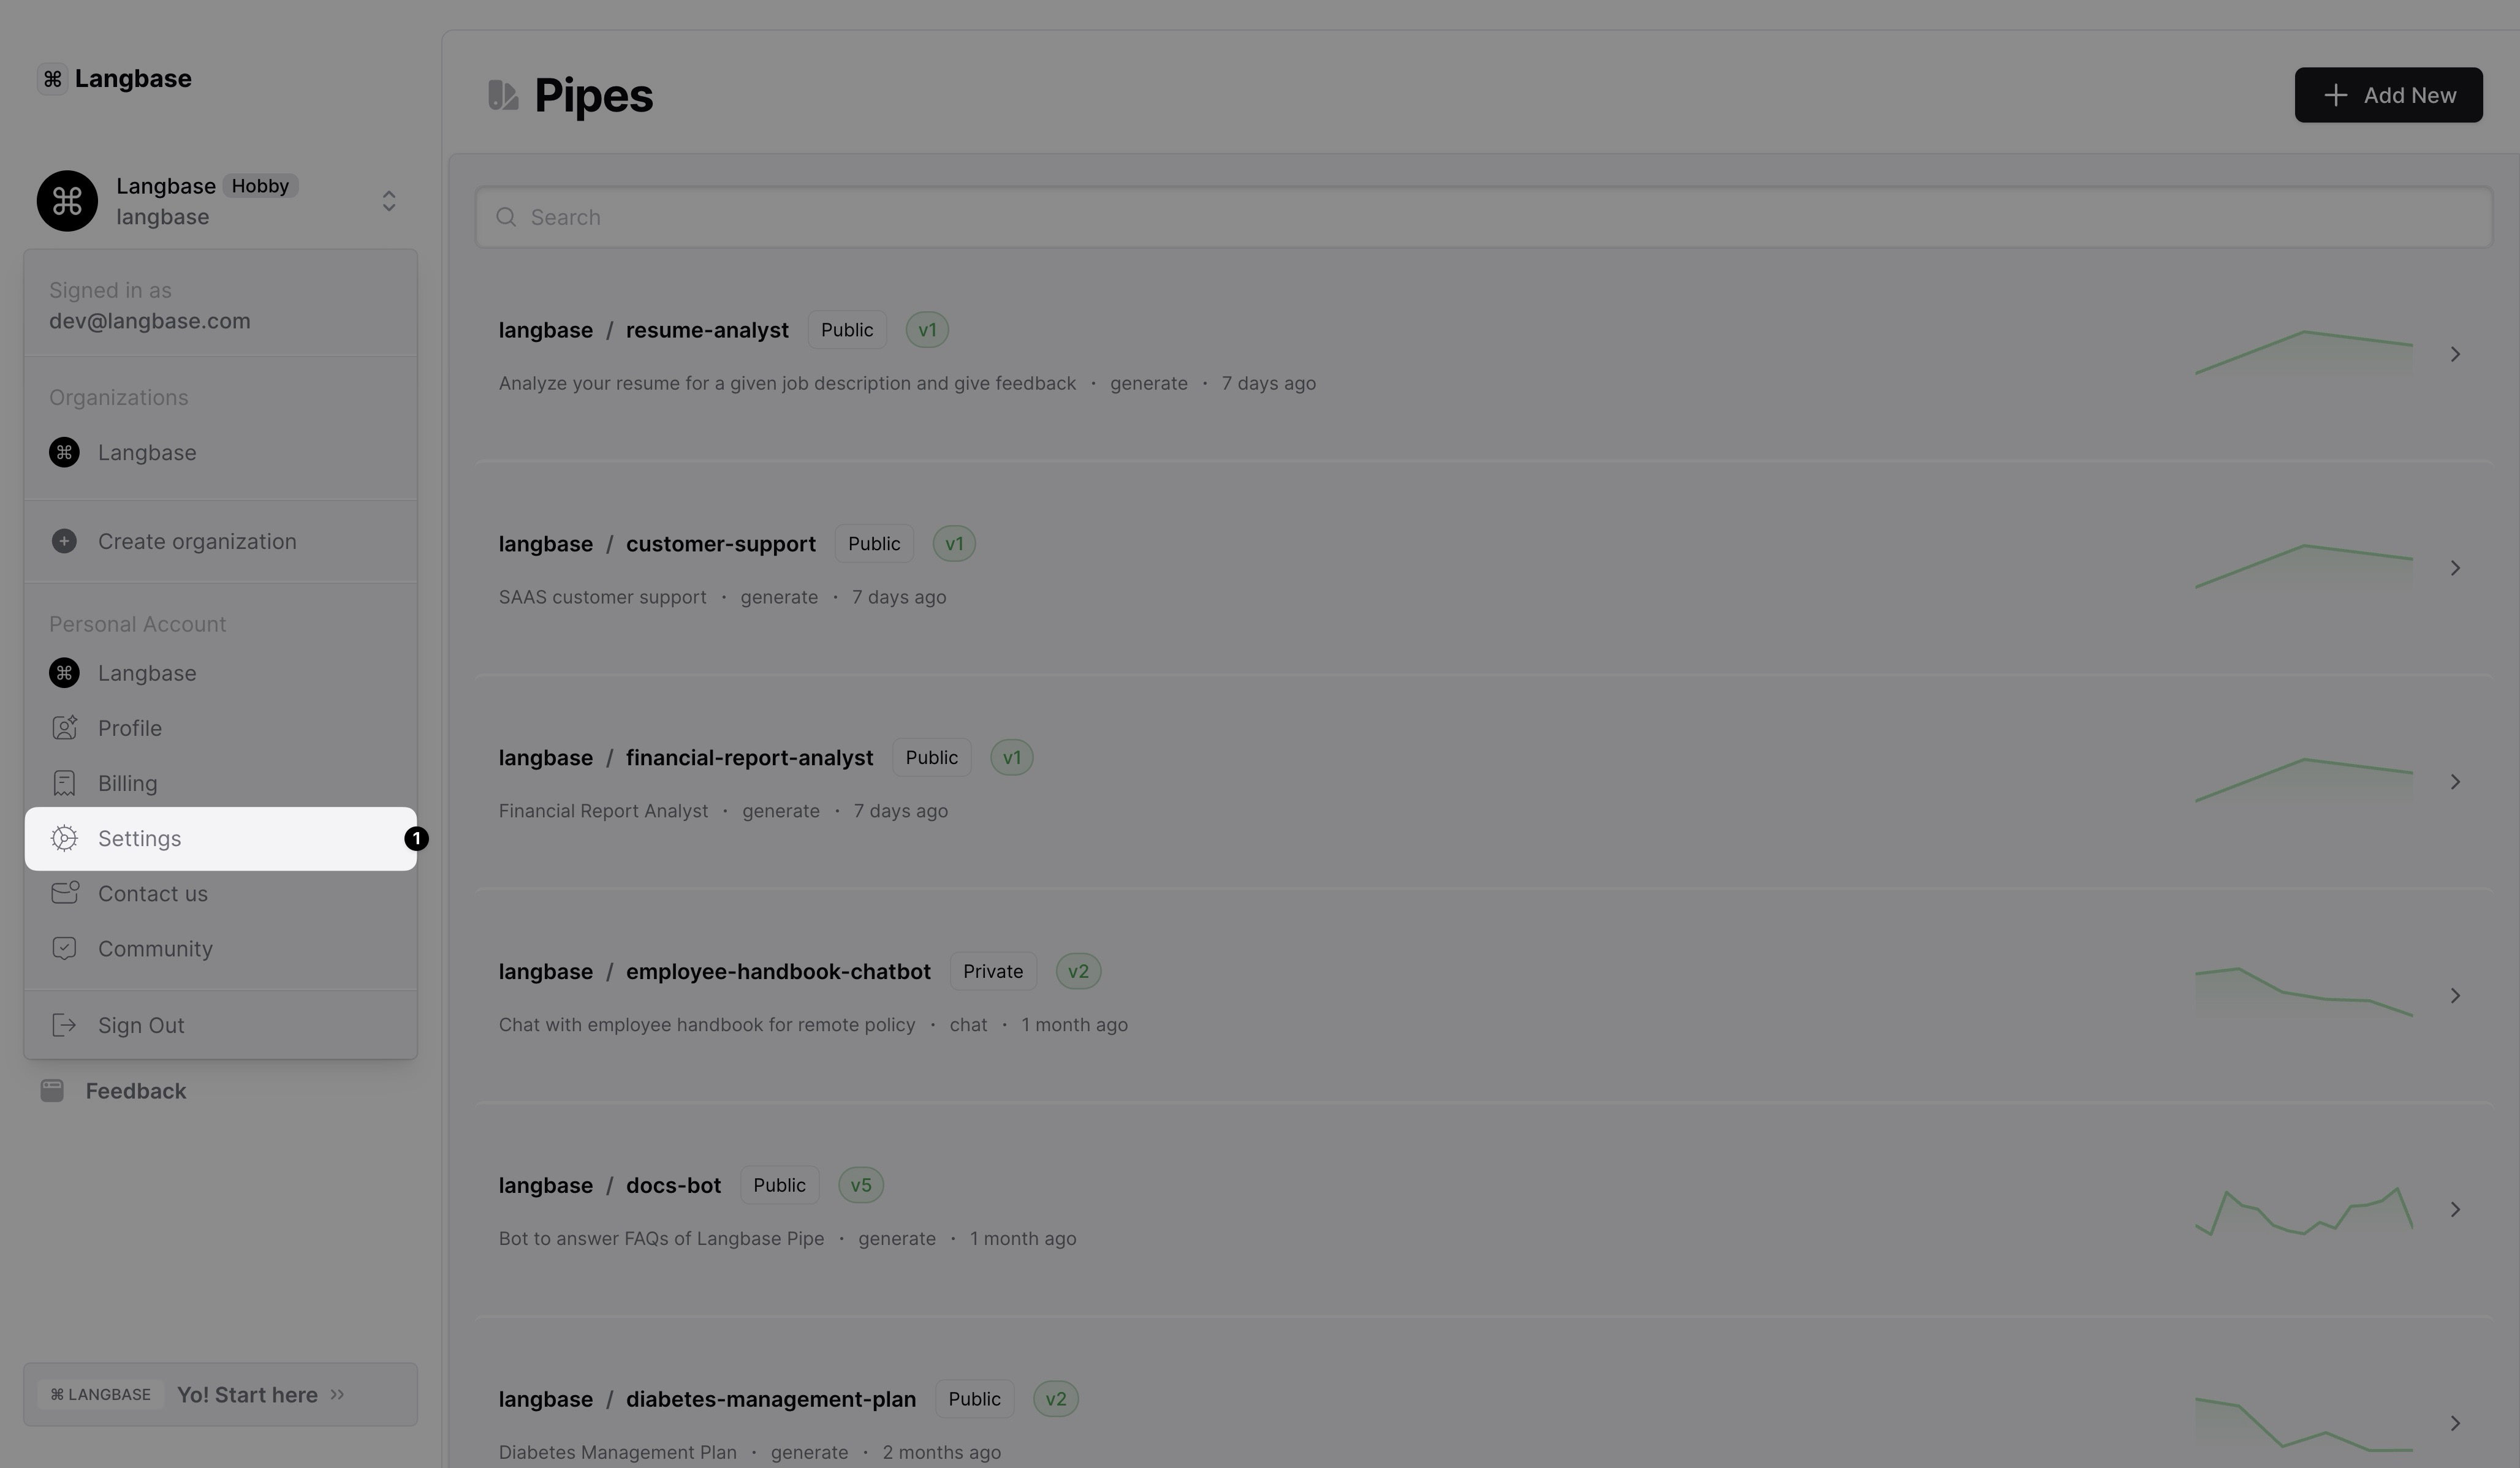 ⌘ Langbase
Langbase Hobby
langbase
Signed in as
dev@langbase.com
Organizations
Langbase
Create organization
Personal Account
Langbase
Profile
Billing
Settings 1
Contact us
Community
Sign Out
Feedback
⌘ LANGBASE Yo! Start here »
Pipes
+ Add New
Search
langbase / resume-analyst Public v1
Analyze your resume for a given job description and give feedback · generate · 7 days ago
langbase / customer-support Public v1
SAAS customer support · generate · 7 days ago
langbase / financial-report-analyst Public v1
Financial Report Analyst · generate · 7 days ago
langbase / employee-handbook-chatbot Private v2
Chat with employee handbook for remote policy · chat · 1 month ago
langbase / docs-bot Public v5
Bot to answer FAQs of Langbase Pipe · generate · 1 month ago
langbase / diabetes-management-plan Public v2
Diabetes Management Plan · generate · 2 months ago